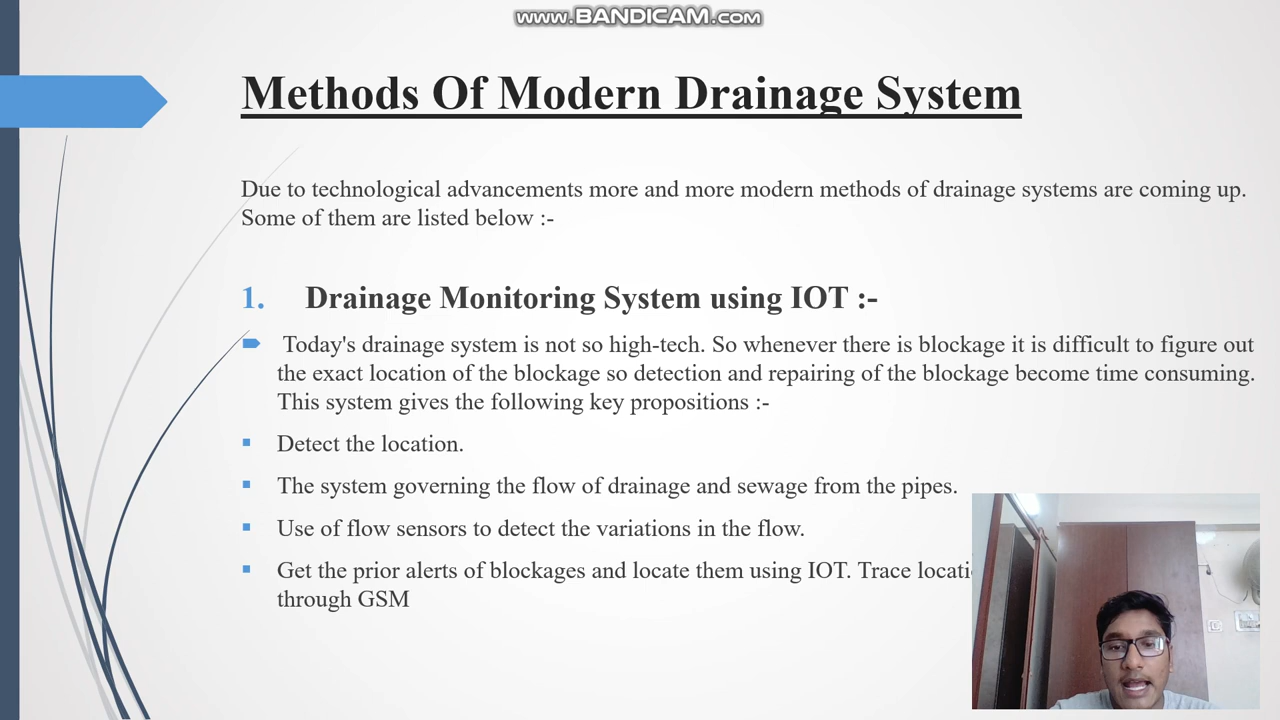 www.BANDICAM.com
Methods Of Modern Drainage System
Due to technological advancements more and more modern methods of drainage systems are coming up.
Some of them are listed below :-
1. Drainage Monitoring System using IOT :-
Today's drainage system is not so high-tech. So whenever there is blockage it is difficult to figure out
the exact location of the blockage so detection and repairing of the blockage become time consuming.
This system gives the following key propositions :-
Detect the location.
The system governing the flow of drainage and sewage from the pipes.
Use of flow sensors to detect the variations in the flow.
Get the prior alerts of blockages and locate them using IOT. Trace
through GSM